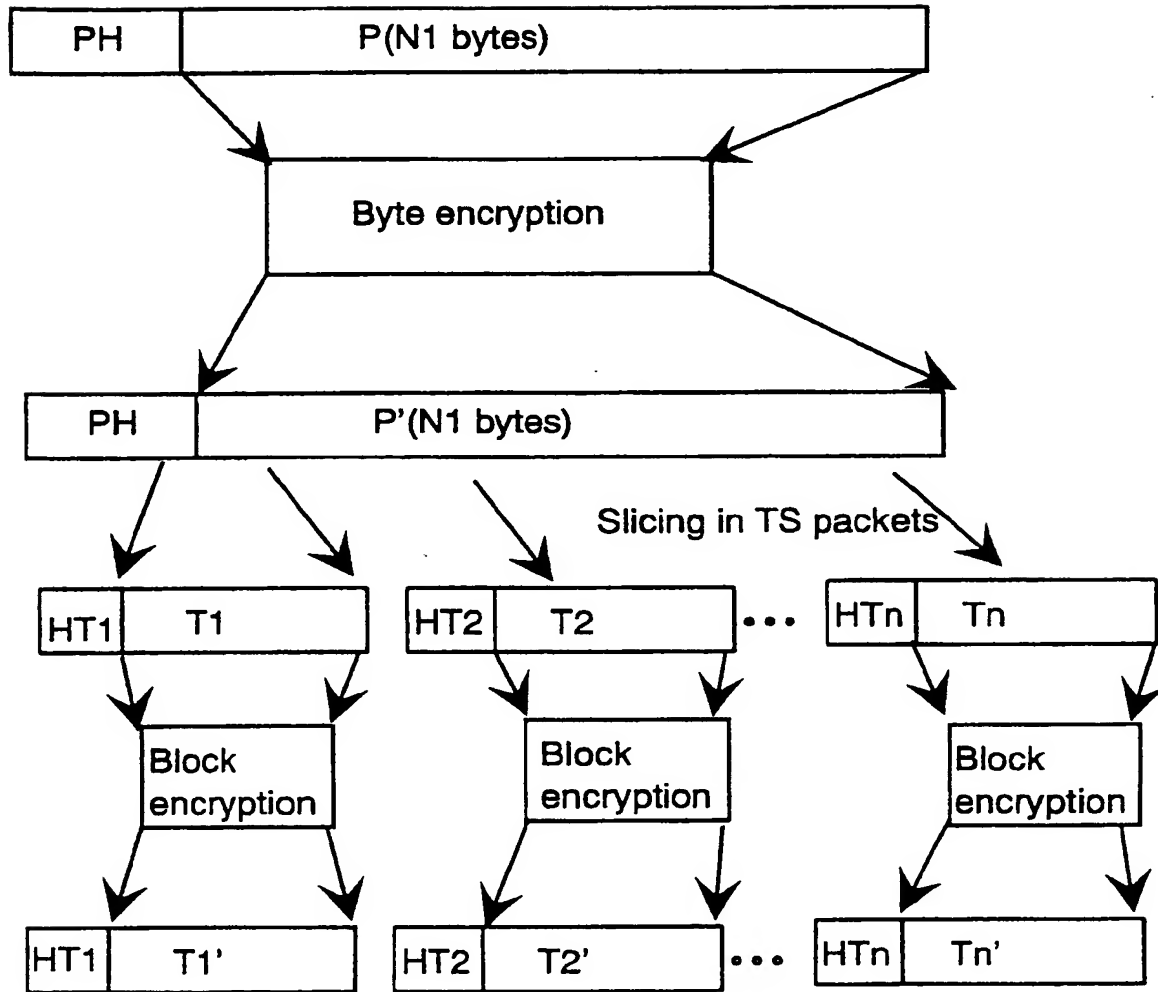 PH P(N1 bytes)
Byte encryption
PH P'(N1 bytes)
Slicing in TS packets
HT1 T1 HT2 T2 ••• HTn Tn
Block
encryption
Block
encryption
Block
encryption
HT1 T1' HT2 T2' ••• HTn Tn'